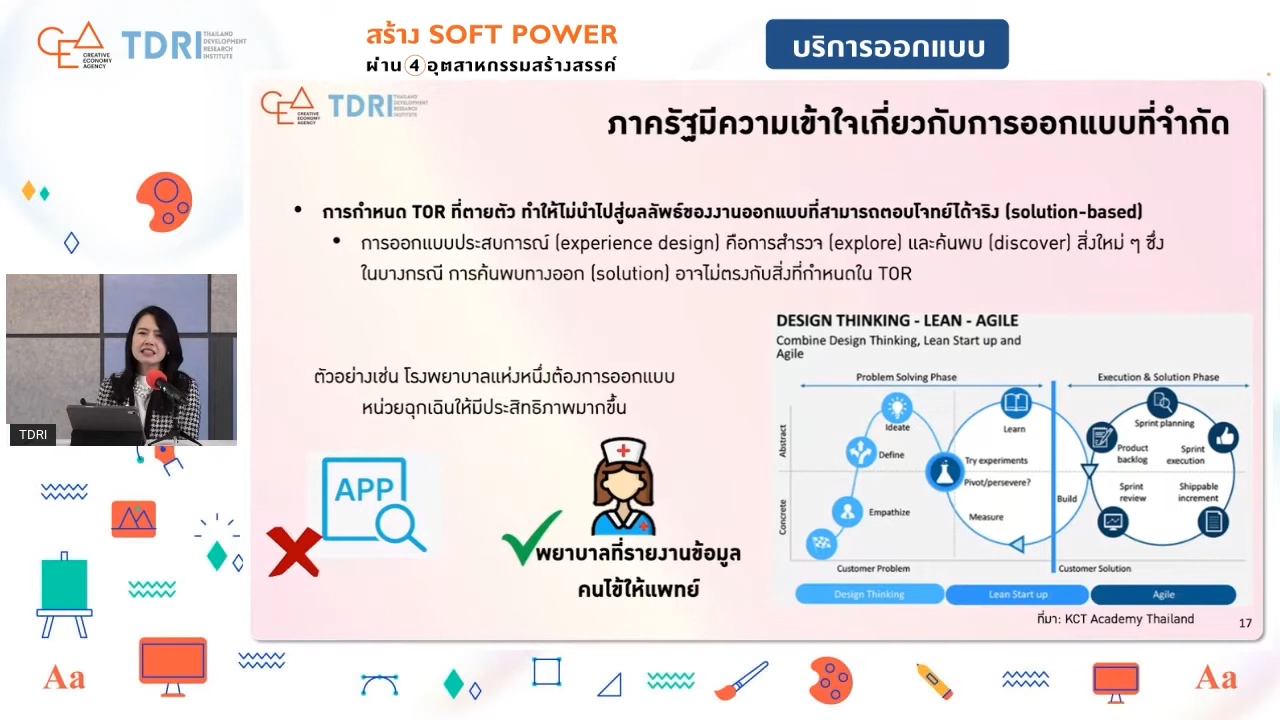 CEA
CREATIVE
ECONOMY
AGENCY
TDRI
THAILAND
DEVELOPMENT
RESEARCH
INSTITUTE
สร้าง SOFT POWER
ผ่าน 4 อุตสาหกรรมสร้างสรรค์
บริการออกแบบ
CEA
CREATIVE
ECONOMY
AGENCY
TDRI
THAILAND
DEVELOPMENT
RESEARCH
INSTITUTE
ภาครัฐมีความเข้าใจเกี่ยวกับการออกแบบที่จำกัด
• การกำหนด TOR ที่ตายตัว ทำให้ไม่นำไปสู่ผลลัพธ์ของงานออกแบบที่สามารถตอบโจทย์ได้จริง (solution-based)
• การออกแบบประสบการณ์ (experience design) คือการสำรวจ (explore) และค้นพบ (discover) สิ่งใหม่ ๆ ซึ่ง
ในบางกรณี การค้นพบทางออก (solution) อาจไม่ตรงกับสิ่งที่กำหนดใน TOR
ตัวอย่างเช่น โรงพยาบาลแห่งหนึ่งต้องการออกแบบ
หน่วยฉุกเฉินให้มีประสิทธิภาพมากขึ้น
APP
พยาบาลที่รายงานข้อมูล
คนไข้ให้แพทย์
DESIGN THINKING - LEAN - AGILE
Combine Design Thinking, Lean Start up and
Agile
Problem Solving Phase
Execution & Solution Phase
Abstract
Concrete
Ideate
Define
Empathize
Learn
Try experiments
Pivot/persevere?
Measure
Build
Sprint planning
Product
backlog
Sprint
execution
Sprint
review
Shippable
increment
Customer Problem
Customer Solution
Design Thinking
Lean Start up
Agile
ที่มา: KCT Academy Thailand
17
TDRI
Aa
Aa